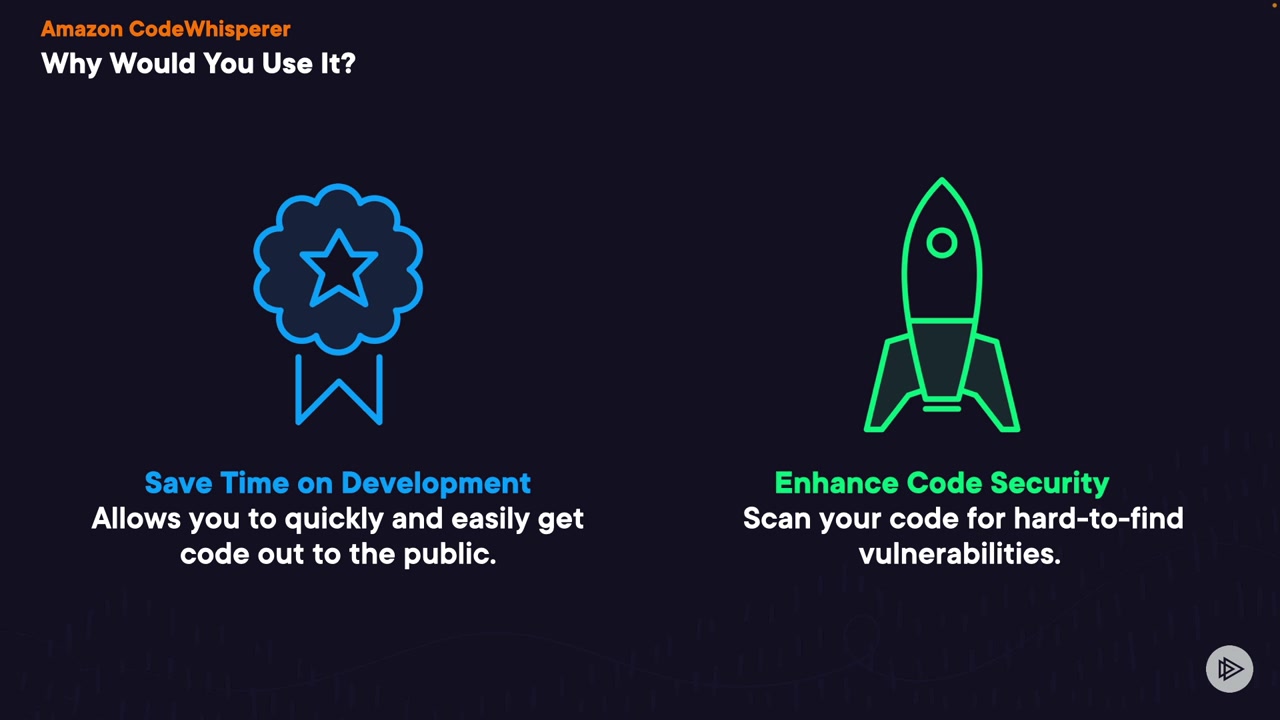 Amazon CodeWhisperer
Why Would You Use It?
Save Time on Development
Allows you to quickly and easily get
code out to the public.
Enhance Code Security
Scan your code for hard-to-find
vulnerabilities.